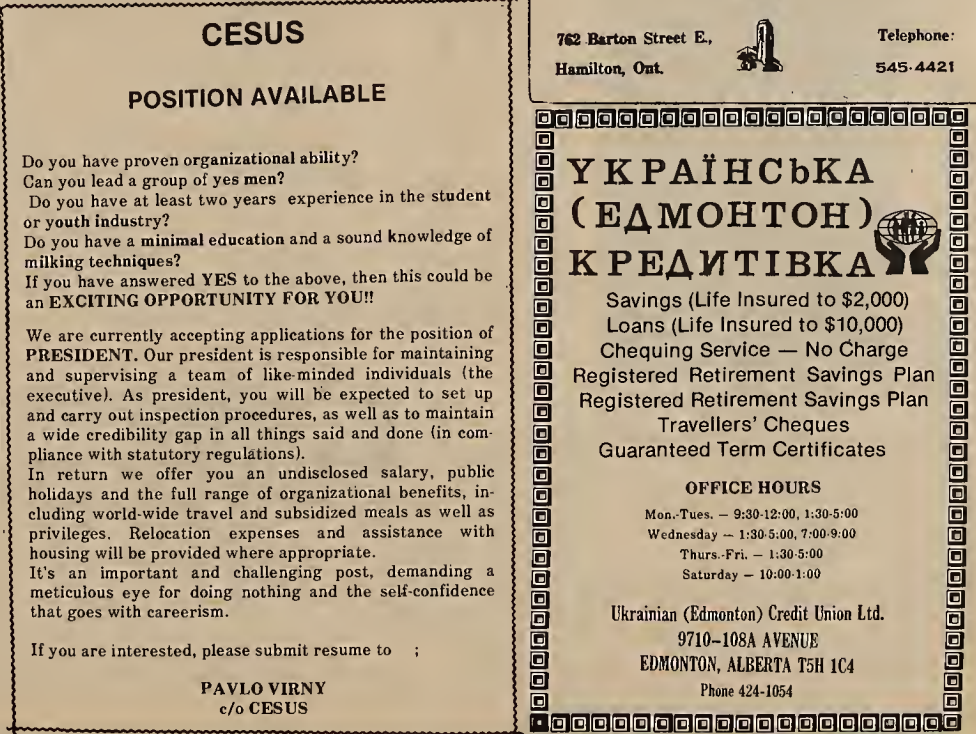 CESUS
POSITION AVAILABLE
Do you have proven organizational ability?
Can you lead a group of yes men?
Do you have at least two years experience in the student
or youth industry?
Do you have a minimal education and a sound knowledge of
milking techniques?
If you have answered YES to the above, then this could be
an EXCITING OPPORTUNITY FOR YOU!!
We are currently accepting applications for the position of
PRESIDENT. Our president is responsible for maintaining
and supervising a team of like-minded individuals (the
executive). As president, you will be expected to set up
and carry out inspection procedures, as well as to maintain
a wide credibility gap in all things said and done (in com-
pliance with statutory regulations).
In return we offer you an undisclosed salary, public
holidays and the full range of organizational benefits, in-
cluding world-wide travel and subsidized meals as well as
privileges. Relocation expenses and assistance with
housing will be provided where appropriate.
It's an important and challenging post, demanding a
meticulous eye for doing nothing and the self-confidence
that goes with careerism.
If you are interested, please submit resume to ;
PAVLO VIRNY
c/o CESUS
762 Barton Street E.,
Hamilton, Ont.
Telephone:
545-4421
УКРАЇНСЬКА
(ЕДМОНТОН)
КРЕДИТІВКА
Savings (Life Insured to $2,000)
Loans (Life Insured to $10,000)
Chequing Service — No Charge
Registered Retirement Savings Plan
Registered Retirement Savings Plan
Travellers' Cheques
Guaranteed Term Certificates
OFFICE HOURS
Mon.-Tues. — 9:30-12:00, 1:30-5:00
Wednesday — 1:30-5:00, 7:00-9:00
Thurs.-Fri. — 1:30-5:00
Saturday — 10:00-1:00
Ukrainian (Edmonton) Credit Union Ltd.
9710-108A AVENUE
EDMONTON, ALBERTA T5H 1C4
Phone 424-1054